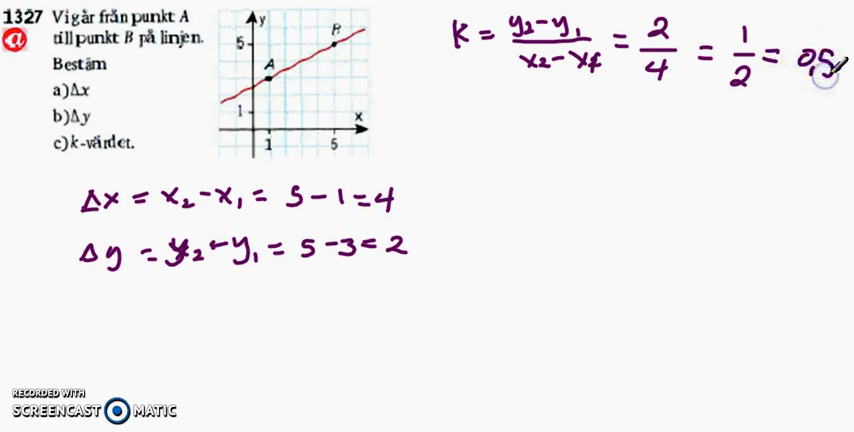 1327 Vi går från punkt A
a till punkt B på linjen.
Bestäm
a) Δx
b) Δy
c) k-värdet.
y
5
B
A
1
x
1 5
K = y₂-y₁ / x₂-x₁ = 2/4 = 1/2 = 0,5
Δx = x₂-x₁ = 5-1=4
Δy = y₂-y₁ = 5-3=2
RECORDED WITH
SCREENCAST MATIC